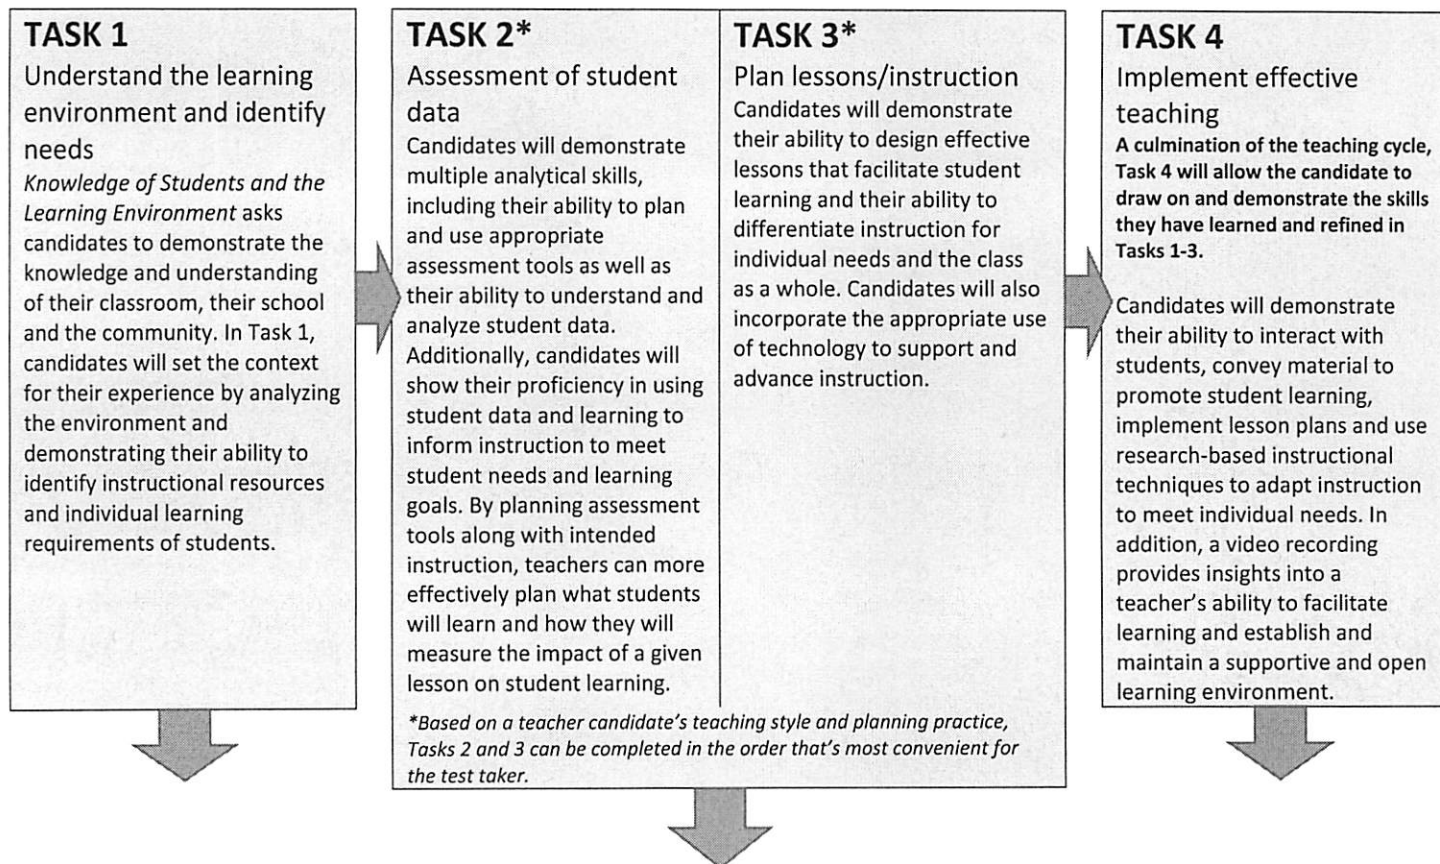 TASK 1
Understand the learning
environment and identify
needs
Knowledge of Students and the
Learning Environment asks
candidates to demonstrate the
knowledge and understanding
of their classroom, their school
and the community. In Task 1,
candidates will set the context
for their experience by analyzing
the environment and
demonstrating their ability to
identify instructional resources
and individual learning
requirements of students.
TASK 2*
Assessment of student
data
Candidates will demonstrate
multiple analytical skills,
including their ability to plan
and use appropriate
assessment tools as well as
their ability to understand and
analyze student data.
Additionally, candidates will
show their proficiency in using
student data and learning to
inform instruction to meet
student needs and learning
goals. By planning assessment
tools along with intended
instruction, teachers can more
effectively plan what students
will learn and how they will
measure the impact of a given
lesson on student learning.
TASK 3*
Plan lessons/instruction
Candidates will demonstrate
their ability to design effective
lessons that facilitate student
learning and their ability to
differentiate instruction for
individual needs and the class
as a whole. Candidates will also
incorporate the appropriate use
of technology to support and
advance instruction.
*Based on a teacher candidate's teaching style and planning practice,
Tasks 2 and 3 can be completed in the order that's most convenient for
the test taker.
TASK 4
Implement effective
teaching
A culmination of the teaching cycle,
Task 4 will allow the candidate to
draw on and demonstrate the skills
they have learned and refined in
Tasks 1-3.
Candidates will demonstrate
their ability to interact with
students, convey material to
promote student learning,
implement lesson plans and use
research-based instructional
techniques to adapt instruction
to meet individual needs. In
addition, a video recording
provides insights into a
teacher's ability to facilitate
learning and establish and
maintain a supportive and open
learning environment.